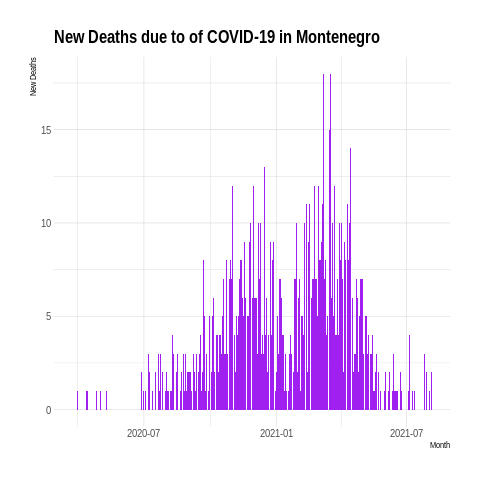 New Deaths due to of COVID-19 in Montenegro
New Deaths
15
10
5
0
2020-07 2021-01 2021-07
Month